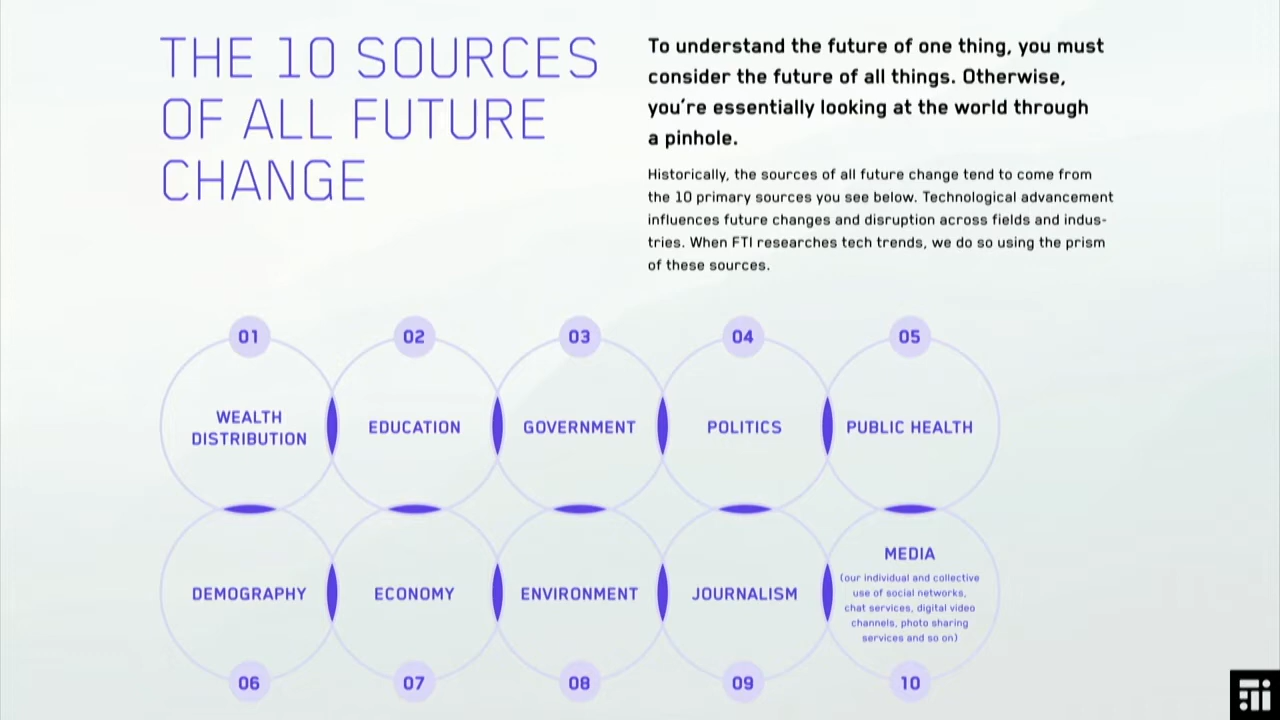 THE 10 SOURCES
OF ALL FUTURE
CHANGE
To understand the future of one thing, you must
consider the future of all things. Otherwise,
you're essentially looking at the world through
a pinhole.
Historically, the sources of all future change tend to come from
the 10 primary sources you see below. Technological advancement
influences future changes and disruption across fields and indus-
tries. When FTI researches tech trends, we do so using the prism
of these sources.
01
WEALTH
DISTRIBUTION
02
EDUCATION
03
GOVERNMENT
04
POLITICS
05
PUBLIC HEALTH
DEMOGRAPHY
06
ECONOMY
07
ENVIRONMENT
08
JOURNALISM
09
MEDIA
(our individual and collective
use of social networks,
chat services, digital video
channels, photo sharing
services and so on)
10